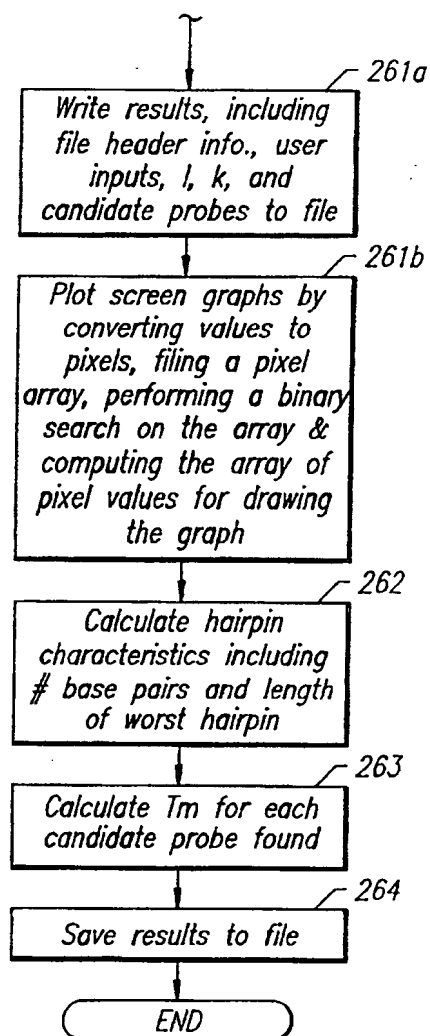 261a
Write results, including
file header info., user
inputs, l, k, and
candidate probes to file
261b
Plot screen graphs by
converting values to
pixels, filing a pixel
array, performing a binary
search on the array &
computing the array of
pixel values for drawing
the graph
262
Calculate hairpin
characteristics including
# base pairs and length
of worst hairpin
263
Calculate Tm for each
candidate probe found
264
Save results to file
END